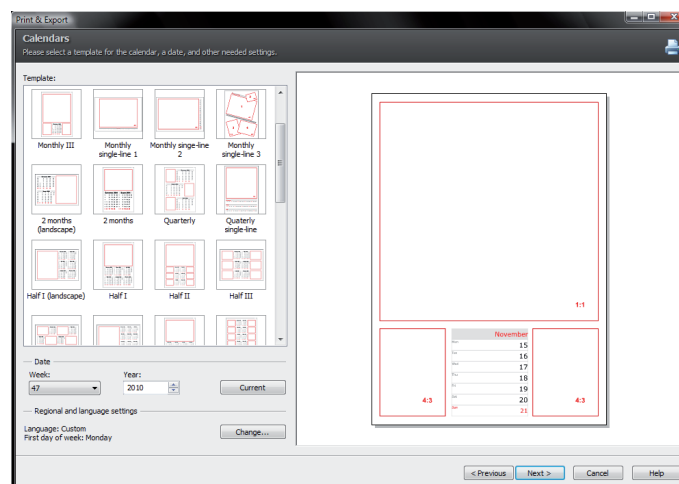 Print & Export
Calendars
Please select a template for the calendar, a date, and other needed settings.
Template:
Monthly III
Monthly single-line 1
Monthly singe-line 2
Monthly single-line 3
2 months (landscape)
2 months
Quarterly
Quaterly single-line
Half I (landscape)
Half I
Half II
Half III
Date
Week:
Year:
47
2010
Current
Regional and language settings
Language: Custom
First day of week: Monday
Change...
1:1
November
15
16
17
18
19
20
Sun 21
4:3
4:3
< Previous
Next >
Cancel
Help